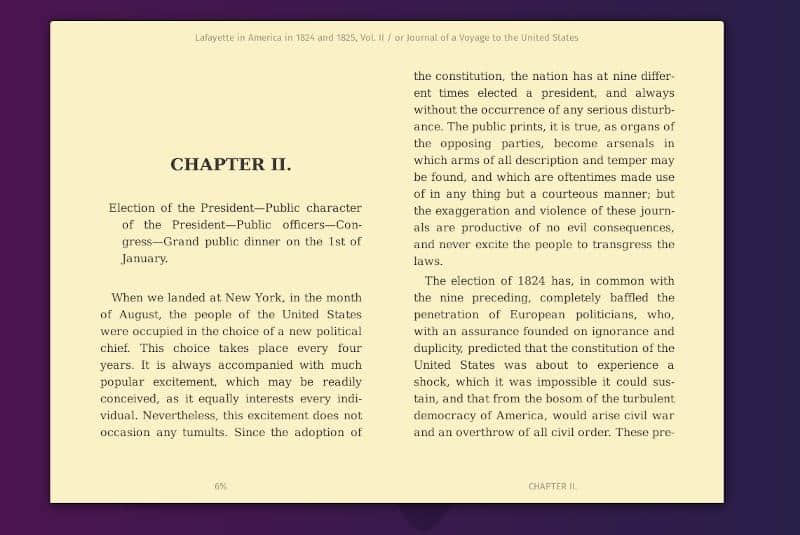 Lafayette in America in 1824 and 1825, Vol. II / or Journal of a Voyage to the United States
CHAPTER II.
Election of the President—Public character
of the President—Public officers—Con-
gress—Grand public dinner on the 1st of
January.
When we landed at New York, in the month
of August, the people of the United States
were occupied in the choice of a new political
chief. This choice takes place every four
years. It is always accompanied with much
popular excitement, which may be readily
conceived, as it equally interests every indi-
vidual. Nevertheless, this excitement does not
occasion any tumults. Since the adoption of
the constitution, the nation has at nine differ-
ent times elected a president, and always
without the occurrence of any serious disturb-
ance. The public prints, it is true, as organs of
the opposing parties, become arsenals in
which arms of all description and temper may
be found, and which are oftentimes made use
of in any thing but a courteous manner; but
the exaggeration and violence of these journ-
als are productive of no evil consequences,
and never excite the people to transgress the
laws.
The election of 1824 has, in common with
the nine preceding, completely baffled the
penetration of European politicians, who,
with an assurance founded on ignorance and
duplicity, predicted that the constitution of the
United States was about to experience a
shock, which it was impossible it could sus-
tain, and that from the bosom of the turbulent
democracy of America, would arise civil war
and an overthrow of all civil order. These pre-
6%
CHAPTER II.